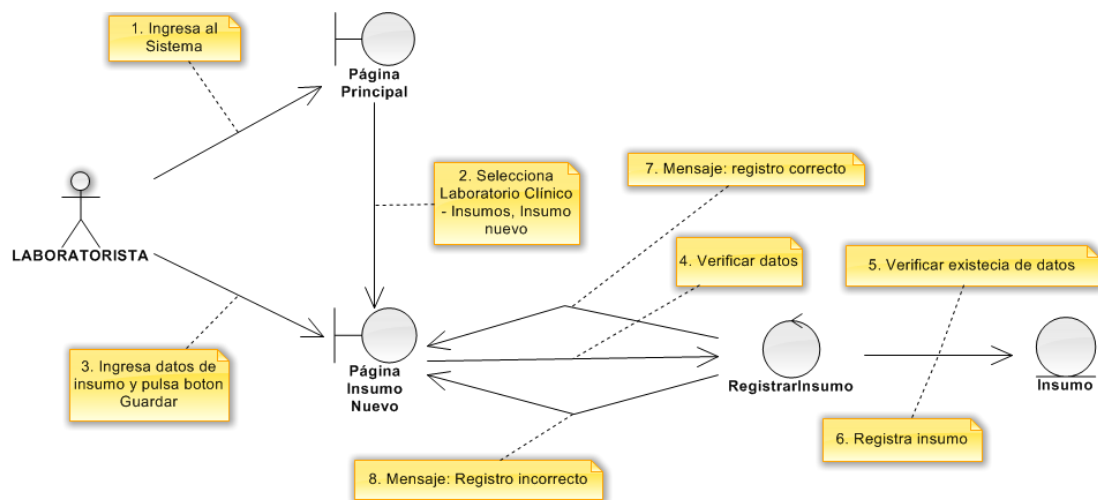 1. Ingresa al
Sistema
Página
Principal
2. Selecciona
Laboratorio Clínico
- Insumos, Insumo
nuevo
LABORATORISTA
3. Ingresa datos de
insumo y pulsa boton
Guardar
Página
Insumo
Nuevo
7. Mensaje: registro correcto
4. Verificar datos
8. Mensaje: Registro incorrecto
RegistrarInsumo
5. Verificar existecia de datos
6. Registra insumo
Insumo